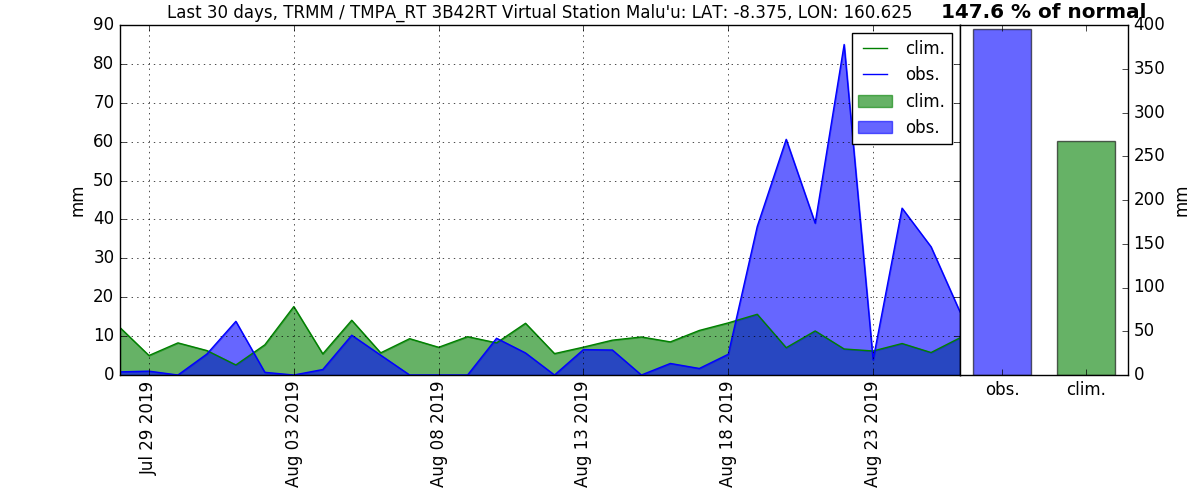 Last 30 days, TRMM / TMPA_RT 3B42RT Virtual Station Malu'u: LAT: -8.375, LON: 160.625
147.6 % of normal
mm
90
80
70
60
50
40
30
20
10
0
clim.
obs.
clim.
obs.
Jul 29 2019
Aug 03 2019
Aug 08 2019
Aug 13 2019
Aug 18 2019
Aug 23 2019
400
350
300
250
200
150
100
50
0
mm
obs. clim.